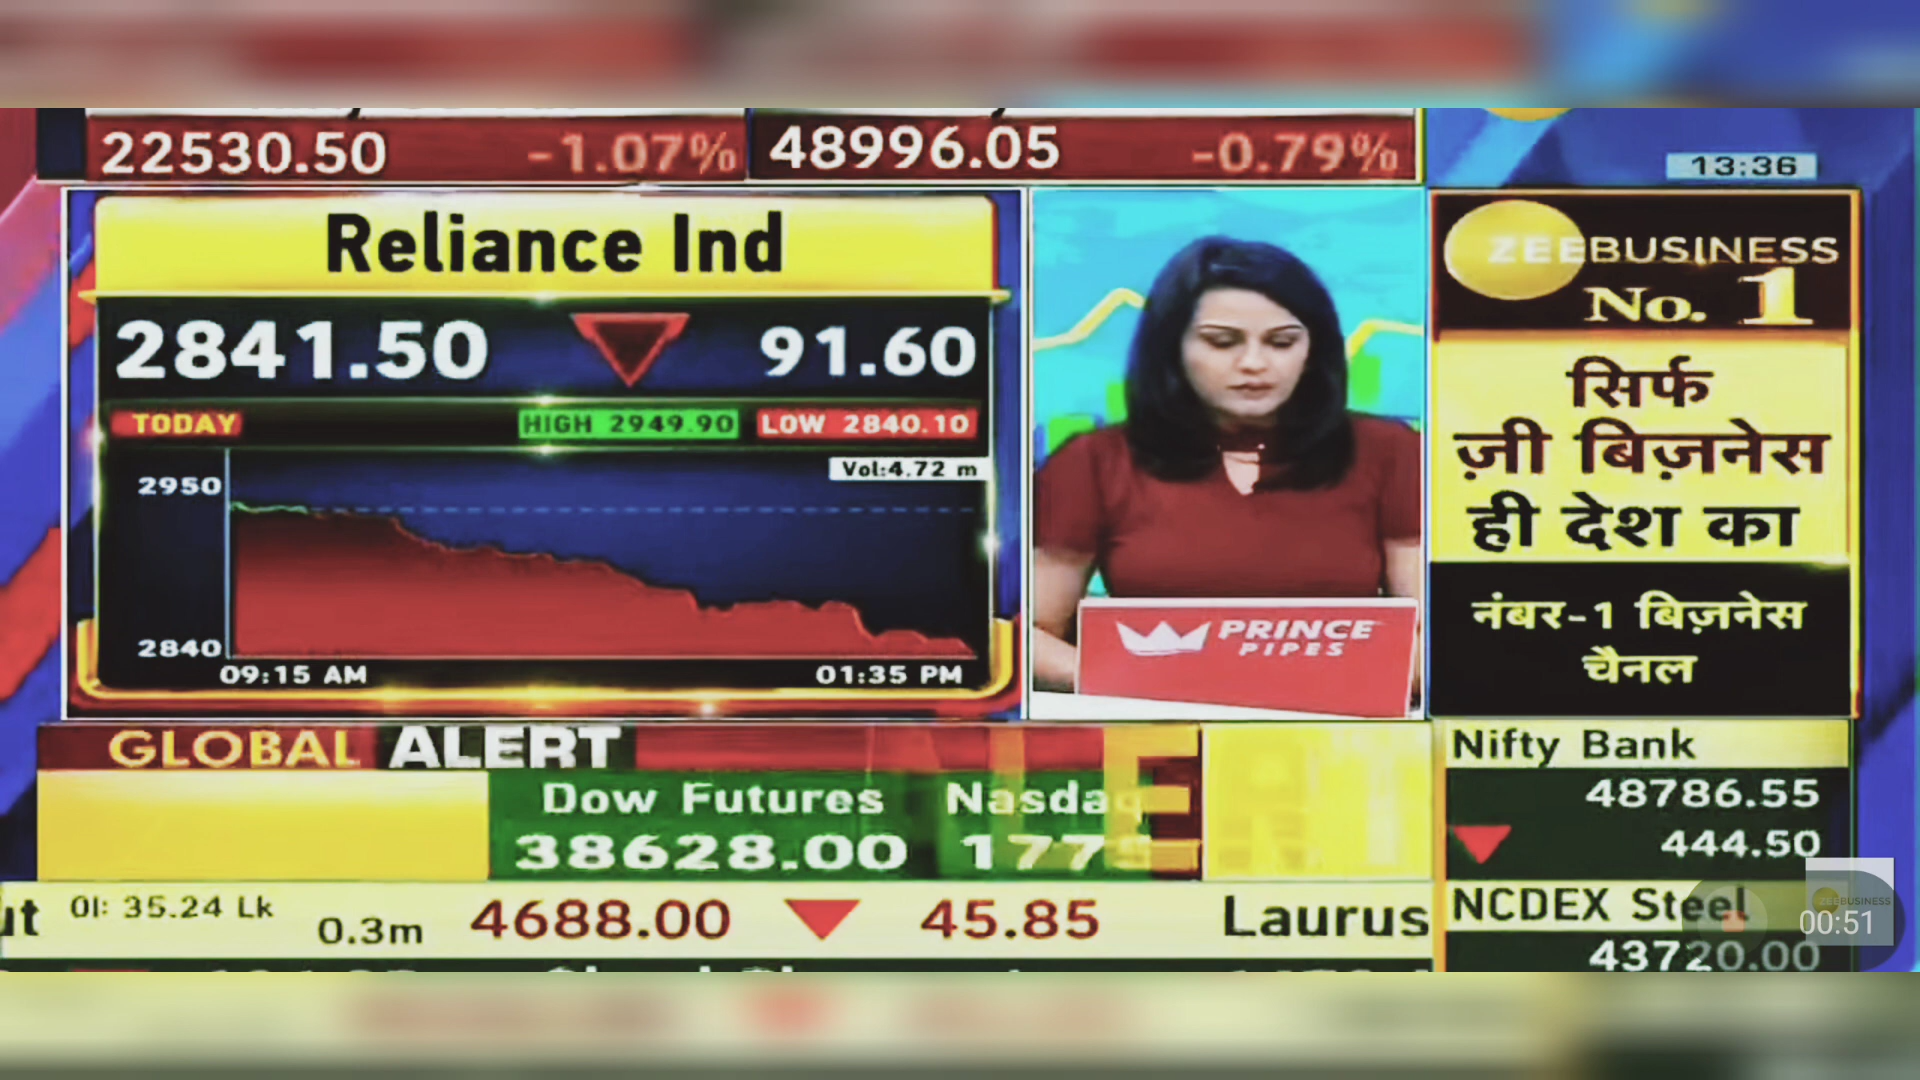 22530.50 -1.07% 48996.05 -0.79%
13:36
Reliance Ind
2841.50 91.60
TODAY HIGH 2949.90 LOW 2840.10
Vol:4.72 m
2950
2840
09:15 AM 01:35 PM
PRINCE
PIPES
ZEEBUSINESS
No. 1
सिर्फ
ज़ी बिज़नेस
ही देश का
नंबर-1 बिज़नेस
चैनल
GLOBAL ALERT
Dow Futures
38628.00
Nifty Bank
48786.55
444.50
NCDEX Steel
43720.00
ZEEBUSINESS
00:51
OI: 35.24 Lk 0.3m 4688.00 45.85 Laurus